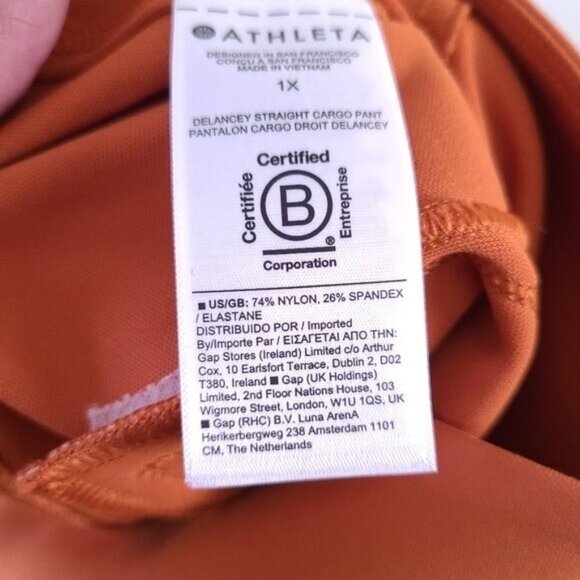 ATHLETA
DESIGNED IN SAN FRANCISCO
CONÇU À SAN FRANCISCO
MADE IN VIETNAM
1X
DELANCEY STRAIGHT CARGO PANT
PANTALON CARGO DROIT DELANCEY
Certified
Certifiée
B
Entreprise
®
Corporation
■ US/GB: 74% NYLON, 26% SPANDEX
/ ELASTANE
DISTRIBUIDO POR / Imported
By/Importe Par / ΕΙΣΑΓΕΤΑΙ ΑΠΟ ΤΗΝ:
Gap Stores (Ireland) Limited c/o Arthur
Cox, 10 Earlsfort Terrace, Dublin 2, D02
T380, Ireland ■ Gap (UK Holdings)
Limited, 2nd Floor Nations House, 103
Wigmore Street, London, W1U 1QS, UK
■ Gap (RHC) B.V. Luna ArenA
Herikerbergweg 238 Amsterdam 1101
CM, The Netherlands